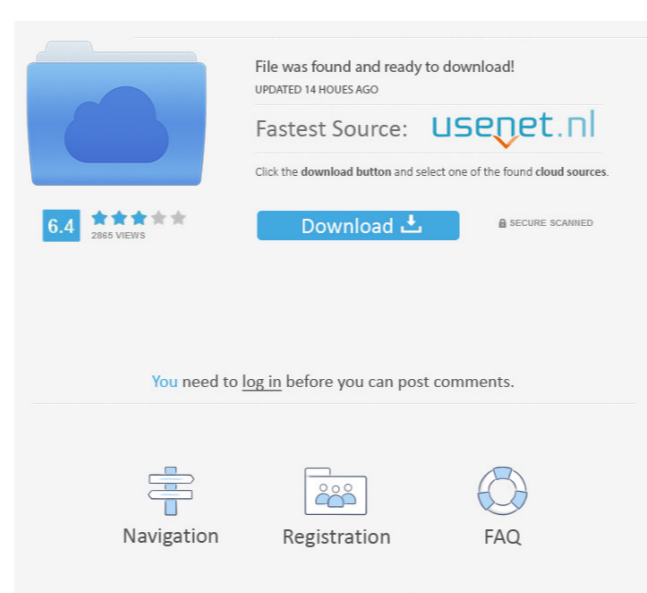 File was found and ready to download!
UPDATED 14 HOUES AGO
Fastest Source: usenet.nl
Click the download button and select one of the found cloud sources.
6.4
2865 VIEWS
Download
SECURE SCANNED
You need to log in before you can post comments.
Navigation
Registration
FAQ